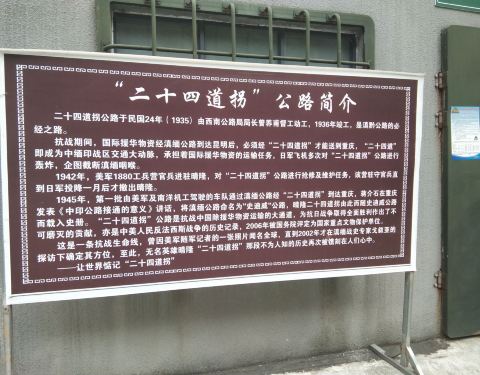 “二十四道拐”公路简介
二十四道拐公路于民国24年（1935）由西南公路局局长曾养甫督工动工，1936年竣工，是滇黔公路的必
经之路。
抗战期间，国际援华物资经滇缅公路到达昆明后，必须经“二十四道拐”才能送到重庆，“二十四道拐”
即成为中缅印战区交通大动脉，承担着国际援华物资的运输任务，日军飞机多次对“二十四道拐”公路进行
轰炸，企图截断滇缅咽喉。
1942年，美军1880工兵营官兵进驻晴隆，对“二十四道拐”公路进行抢修及维护任务，该营驻守官兵直
到日军投降一月后才撤出晴隆。
1945年，第一批由美军及南洋机工驾驶的车队通过滇缅公路经“二十四道拐”到达重庆，蒋介石在重庆
发表《中印公路接通的意义》讲话，将滇缅公路命名为“史迪威”公路，晴隆二十四道拐由此而随史迪威公路
而载入史册。“二十四道拐”公路是抗战中国际援华物资运输的大通道，为抗日战争取得全面胜利作出了不
可磨灭的贡献，亦是中美人民反法西斯战争的历史记录，2006年被国务院评定为国家重点文物保护单位。
这是一条抗战生命线，曾因美军随军记者的一张照片闻名全球，直到2002年才在滇缅战史专家戈叔亚的
探访下确定其方位，至此，无名英雄晴隆“二十四道拐”那段不为人知的历史再次被镌刻在人们心中。
——让世界惦记“二十四道拐”